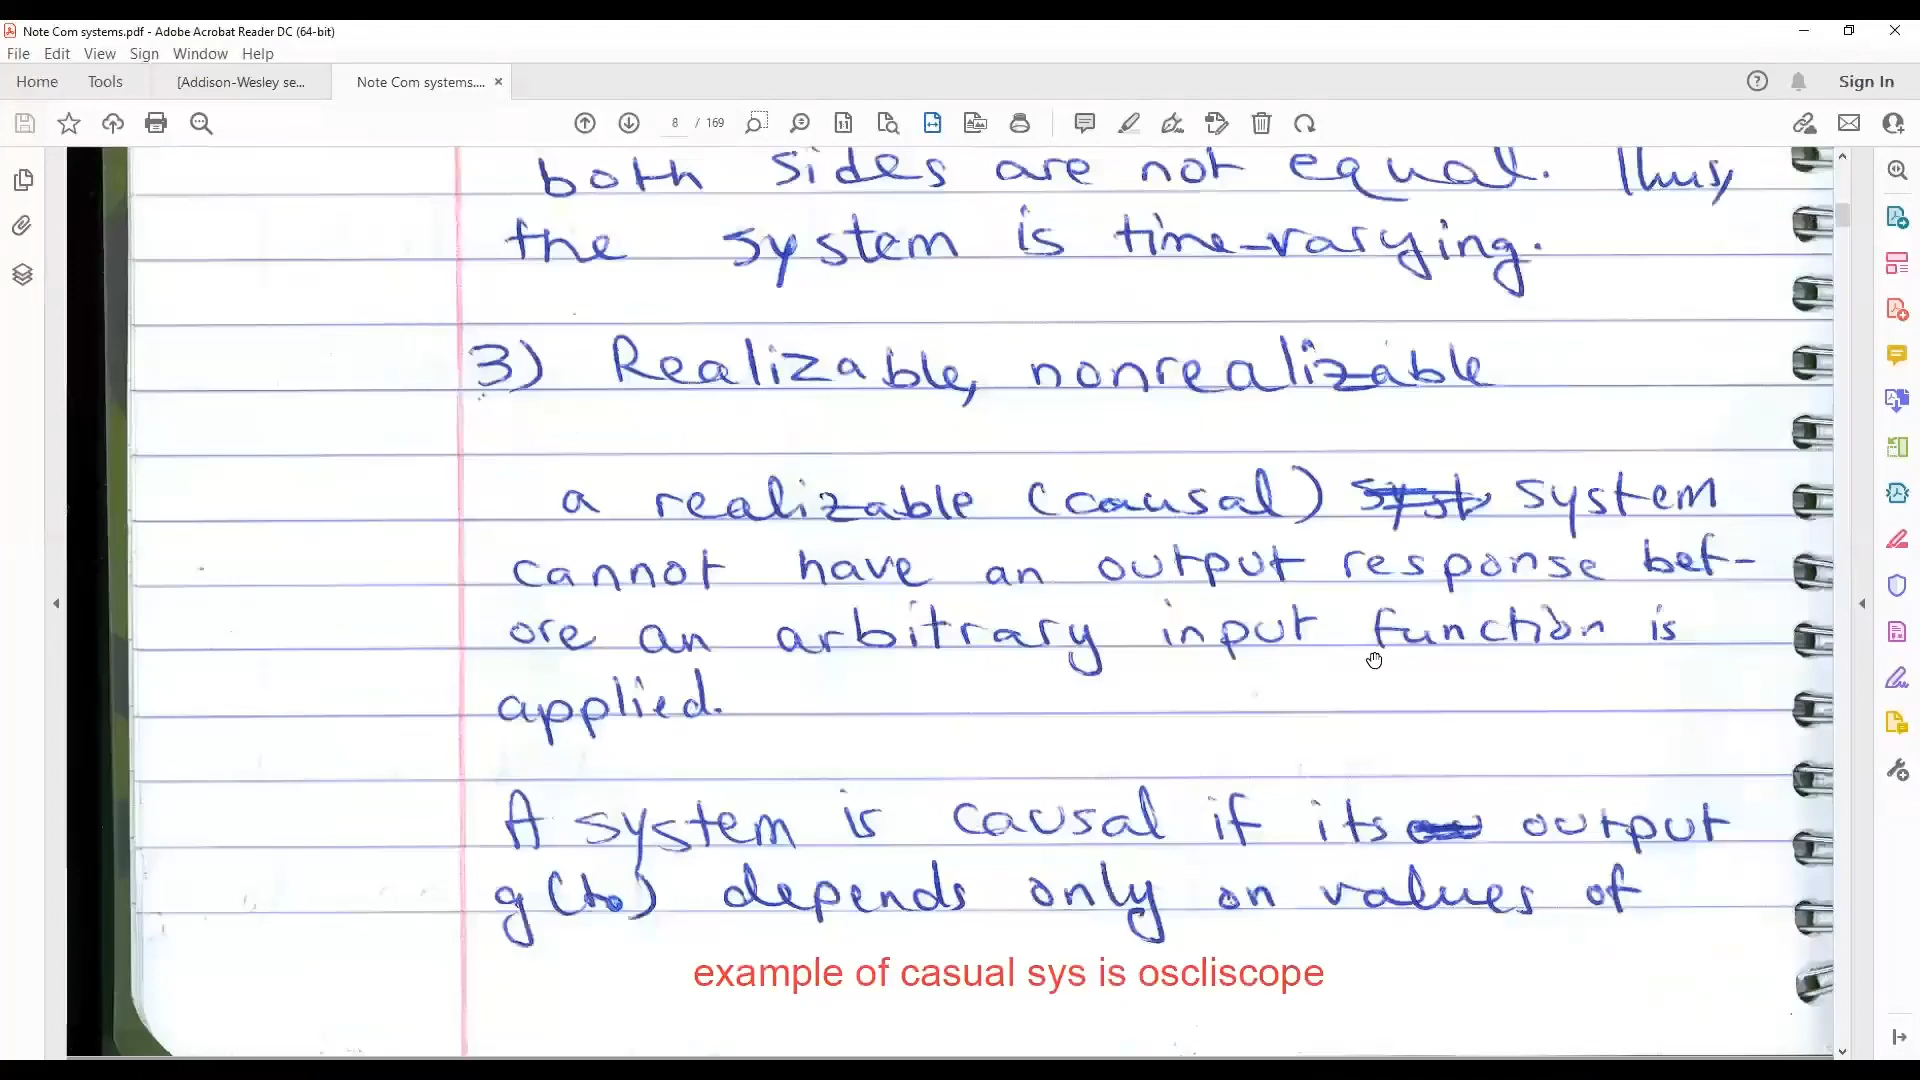 Note Com systems.pdf - Adobe Acrobat Reader DC (64-bit)
File Edit View Sign Window Help
Home Tools [Addison-Wesley se... Note Com systems.... ×
Sign In
8 / 169
both sides are not equal. Thus,
the system is time-varying.
3) Realizable, nonrealizable
a realizable (causal) syst system
cannot have an output response bef-
ore an arbitrary input function is
applied.
A system is causal if its output
g(to) depends only on values of
example of casual sys is oscliscope